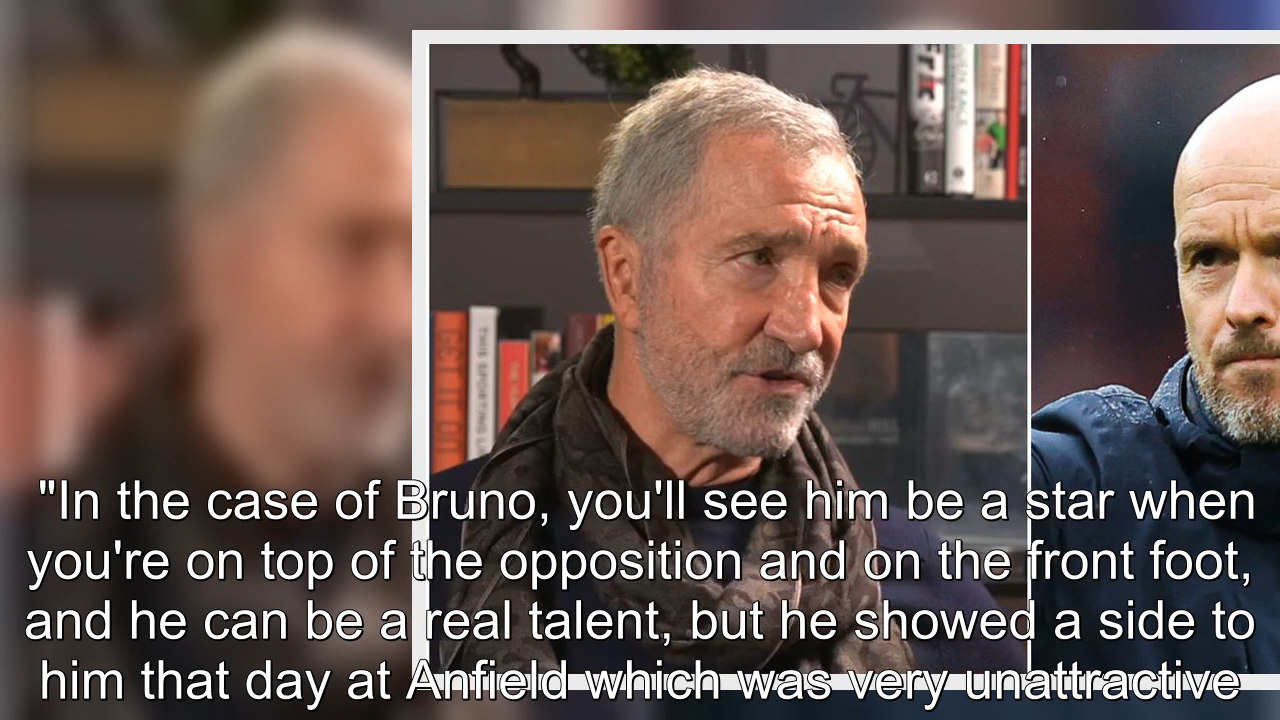 "In the case of Bruno, you'll see him be a star when
you're on top of the opposition and on the front foot,
and he can be a real talent, but he showed a side to
him that day at Anfield which was very unattractive